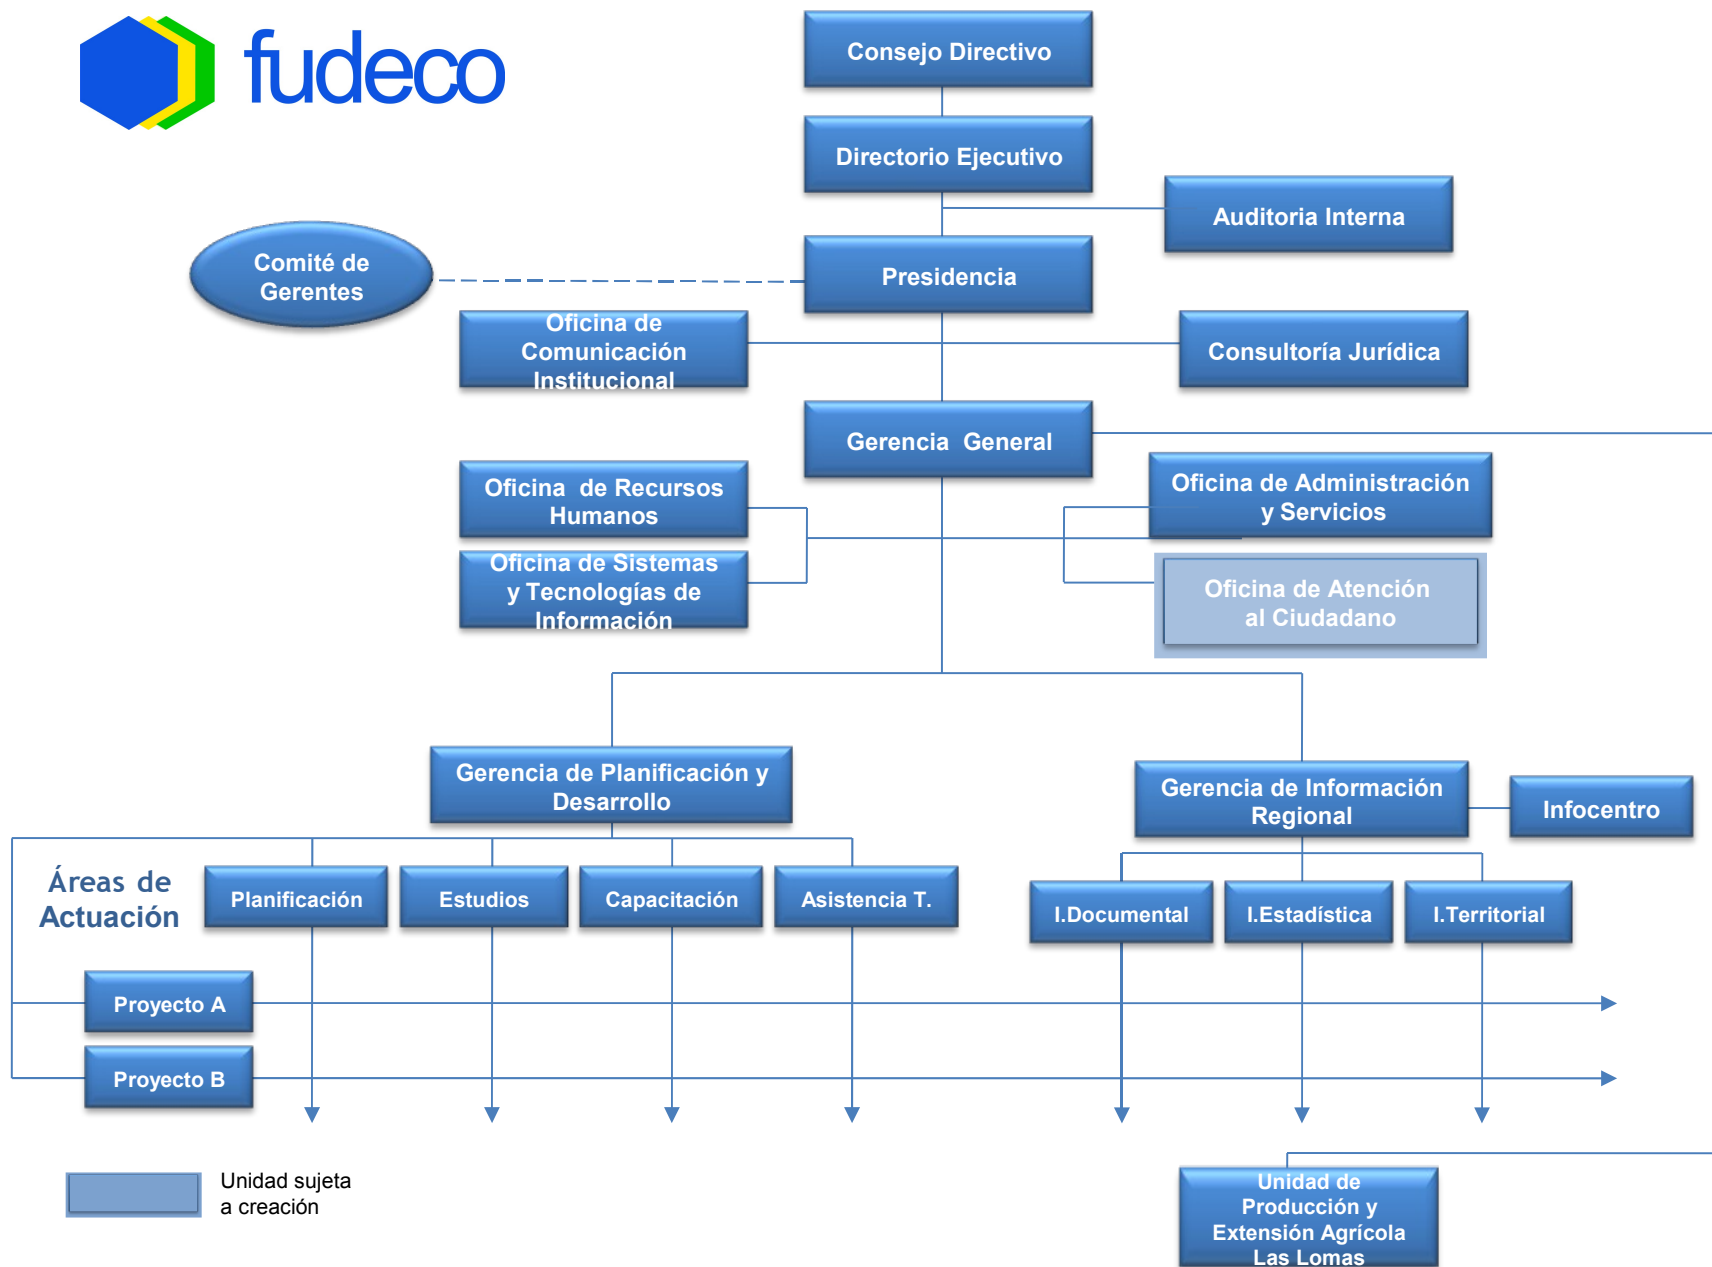 fudeco
Consejo Directivo
Directorio Ejecutivo
Auditoria Interna
Comité de
Gerentes
Presidencia
Oficina de
Comunicación
Institucional
Consultoría Jurídica
Gerencia  General
Oficina  de Recursos
Humanos
Oficina de Administración
y Servicios
Oficina de Sistemas
y Tecnologías de
Información
Oficina de Atención
al Ciudadano
Gerencia de Planificación y
Desarrollo
Gerencia de Información
Regional
Infocentro
Áreas de
Actuación
Planificación
Estudios
Capacitación
Asistencia T.
I.Documental
I.Estadística
I.Territorial
Proyecto A
Proyecto B
Unidad sujeta
a creación
Unidad de
Producción y
Extensión Agrícola
Las Lomas